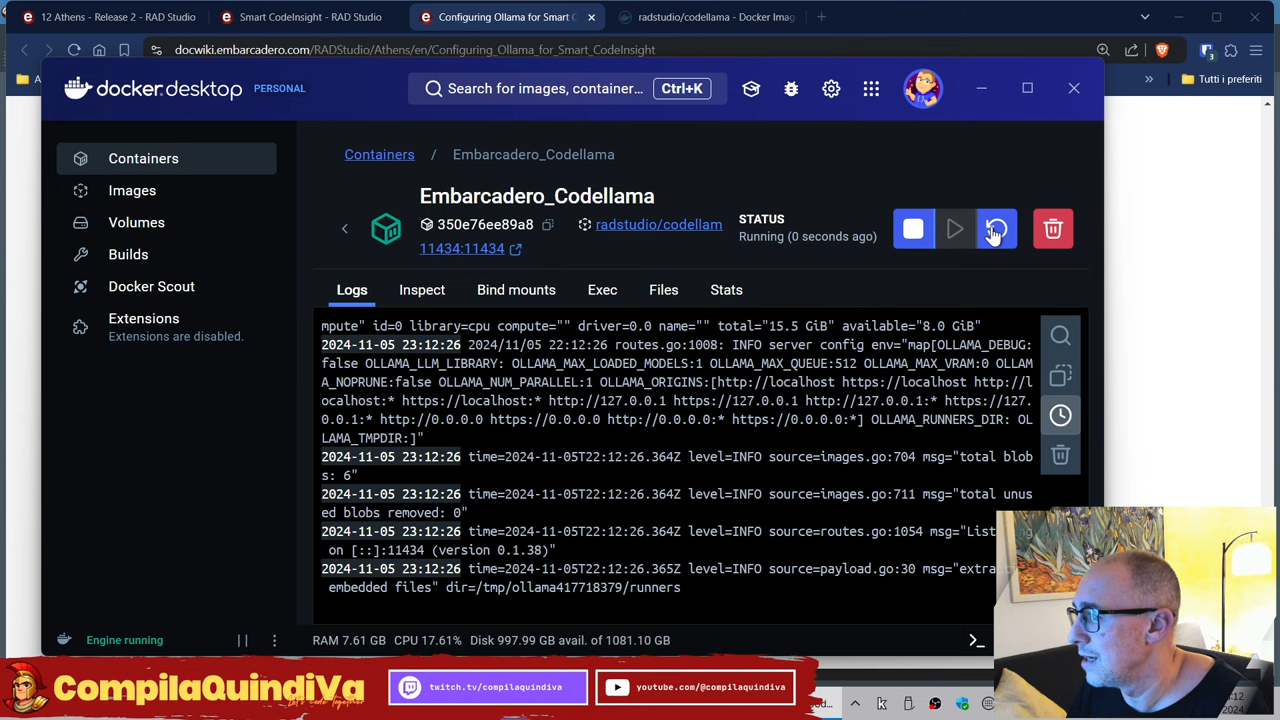 12 Athens - Release 2 - RAD Studio
Smart CodeInsight - RAD Studio
Configuring Ollama for Smart C
radstudio/codellama - Docker Imag
docwiki.embarcadero.com/RADStudio/Athens/en/Configuring_Ollama_for_Smart_CodeInsight
3
A
Tutti i preferiti
docker.desktop PERSONAL
Search for images, container... Ctrl+K
Containers
Images
Volumes
Builds
Docker Scout
Extensions
Extensions are disabled.
Containers / Embarcadero_Codellama
Embarcadero_Codellama
350e76ee89a8 radstudio/codellam
11434:11434
STATUS
Running (0 seconds ago)
Logs Inspect Bind mounts Exec Files Stats
mpute" id=0 library=cpu compute="" driver=0.0 name="" total="15.5 GiB" available="8.0 GiB"
2024-11-05 23:12:26 2024/11/05 22:12:26 routes.go:1008: INFO server config env="map[OLLAMA_DEBUG:
false OLLAMA_LLM_LIBRARY: OLLAMA_MAX_LOADED_MODELS:1 OLLAMA_MAX_QUEUE:512 OLLAMA_MAX_VRAM:0 OLLAM
A_NOPRUNE:false OLLAMA_NUM_PARALLEL:1 OLLAMA_ORIGINS:[http://localhost https://localhost http://l
ocalhost:* https://localhost:* http://127.0.0.1 https://127.0.0.1 http://127.0.0.1:* https://127.
0.0.1:* http://0.0.0.0 https://0.0.0.0 http://0.0.0.0:* https://0.0.0.0:*] OLLAMA_RUNNERS_DIR: OL
LAMA_TMPDIR:]"
2024-11-05 23:12:26 time=2024-11-05T22:12:26.364Z level=INFO source=images.go:704 msg="total blob
s: 6"
2024-11-05 23:12:26 time=2024-11-05T22:12:26.364Z level=INFO source=images.go:711 msg="total unus
ed blobs removed: 0"
2024-11-05 23:12:26 time=2024-11-05T22:12:26.364Z level=INFO source=routes.go:1054 msg="List
on [::]:11434 (version 0.1.38)"
2024-11-05 23:12:26 time=2024-11-05T22:12:26.365Z level=INFO source=payload.go:30 msg="extract
embedded files" dir=/tmp/ollama417718379/runners
Engine running
RAM 7.61 GB CPU 17.61% Disk 997.99 GB avail. of 1081.10 GB
CompilaQuindiVa
Let's code Together
twitch.tv/compilaquindiva
youtube.com/@compilaquindiva